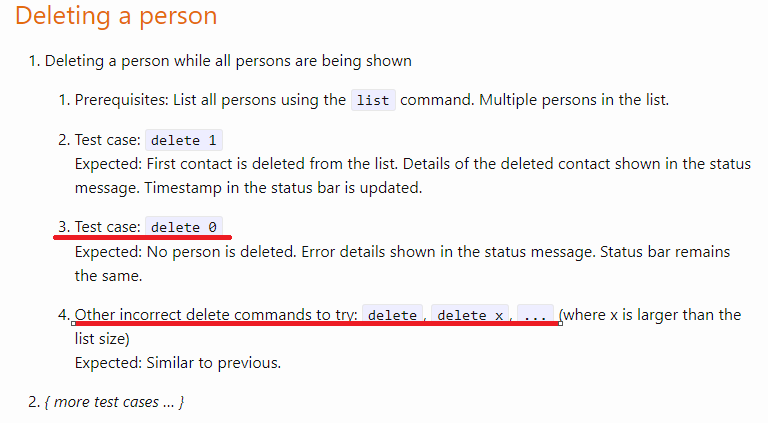 Deleting a person
1. Deleting a person while all persons are being shown
1. Prerequisites: List all persons using the list command. Multiple persons in the list.
2. Test case: delete 1
Expected: First contact is deleted from the list. Details of the deleted contact shown in the status
message. Timestamp in the status bar is updated.
3. Test case: delete 0
Expected: No person is deleted. Error details shown in the status message. Status bar remains
the same.
4. Other incorrect delete commands to try: delete, delete x, ... (where x is larger than the
list size)
Expected: Similar to previous.
2. { more test cases … }